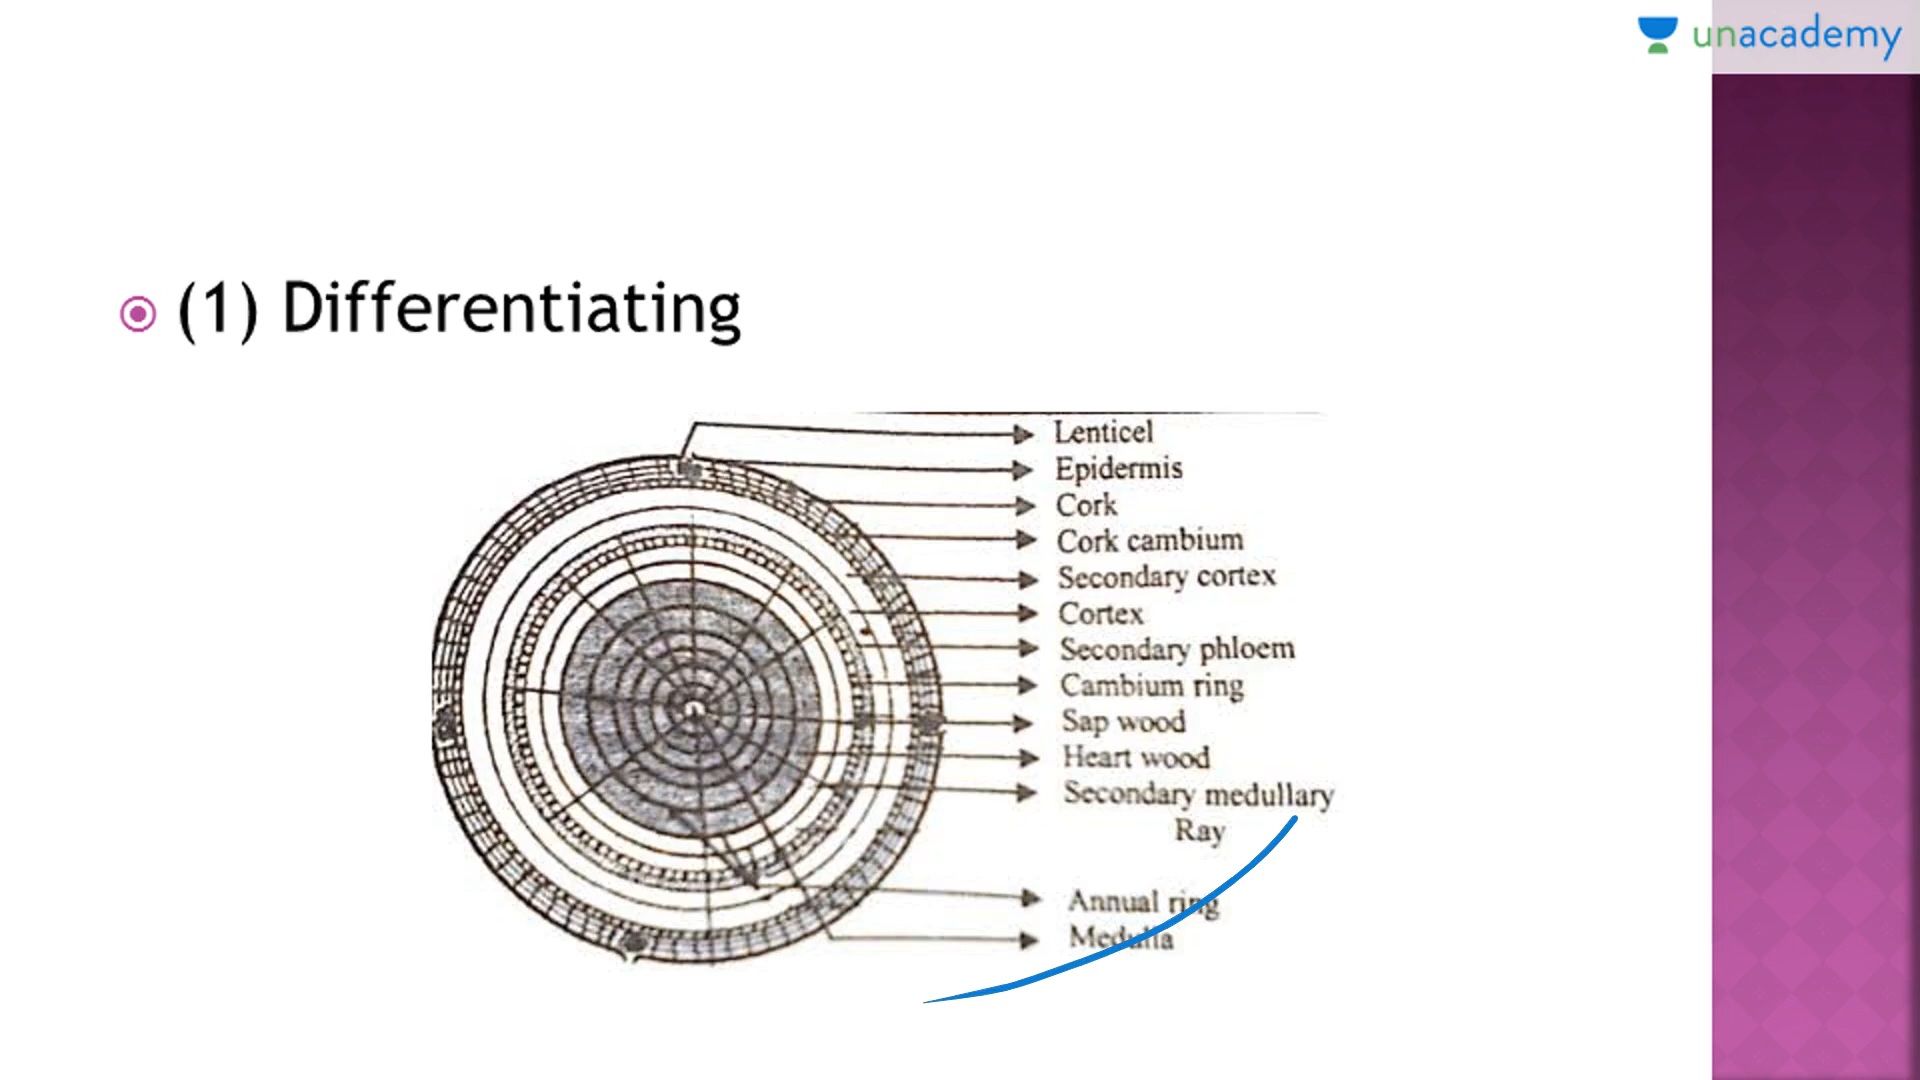 unacademy
(1) Differentiating
Lenticel
Epidermis
Cork
Cork cambium
Secondary cortex
Cortex
Secondary phloem
Cambium ring
Sap wood
Heart wood
Secondary medullary
Ray
Annual ring
Medulla